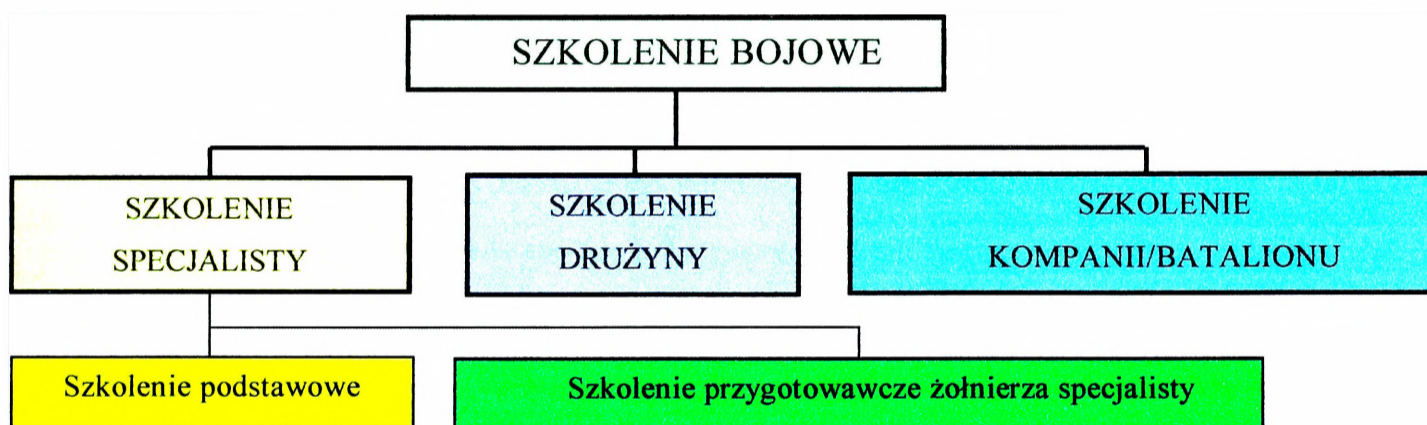 SZKOLENIE BOJOWE
SZKOLENIE
SPECJALISTY
SZKOLENIE
DRUŻYNY
SZKOLENIE
KOMPANII/BATALIONU
Szkolenie podstawowe
Szkolenie przygotowawcze żołnierza specjalisty